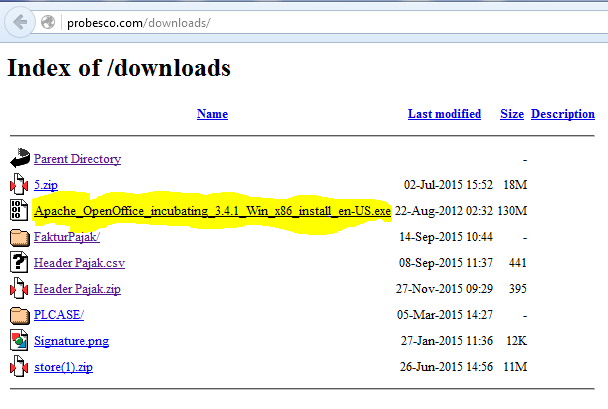 probesco.com/downloads/
Index of /downloads
Name Last modified Size Description
Parent Directory -
5.zip 02-Jul-2015 15:52 18M
Apache_OpenOffice_incubating_3.4.1_Win_x86_install_en-US.exe 22-Aug-2012 02:32 130M
FakturPajak/ 14-Sep-2015 10:44 -
Header Pajak.csv 08-Sep-2015 11:37 441
Header Pajak.zip 27-Nov-2015 09:29 395
PLCASE/ 05-Mar-2015 14:27 -
Signature.png 27-Jan-2015 11:36 12K
store(1).zip 26-Jun-2015 14:56 11M